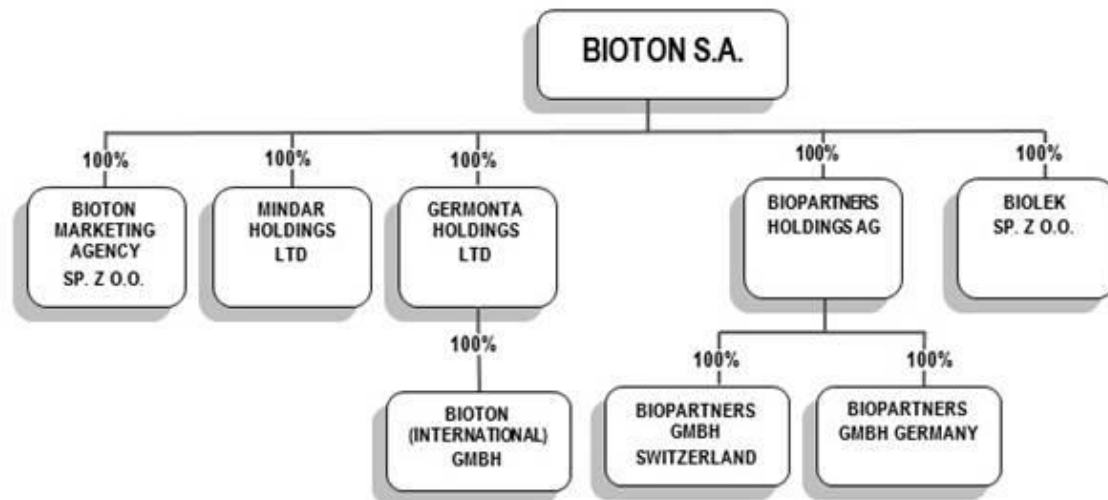 BIOTON S.A.
100%
100%
100%
100%
100%
BIOTON
MARKETING
AGENCY
SP. Z O.O.
MINDAR
HOLDINGS
LTD
GERMONTA
HOLDINGS
LTD
BIOPARTNERS
HOLDINGS AG
BIOLEK
SP. Z O.O.
100%
100%
100%
BIOTON
(INTERNATIONAL)
GMBH
BIOPARTNERS
GMBH
SWITZERLAND
BIOPARTNERS
GMBH GERMANY